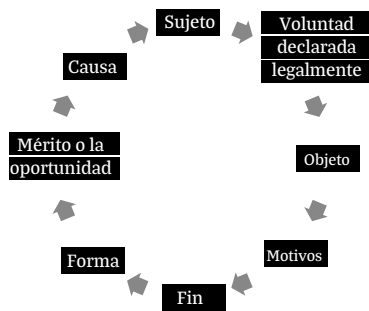 Sujeto
Voluntad
declarada
legalmente
Objeto
Motivos
Fin
Forma
Mérito o la
oportunidad
Causa